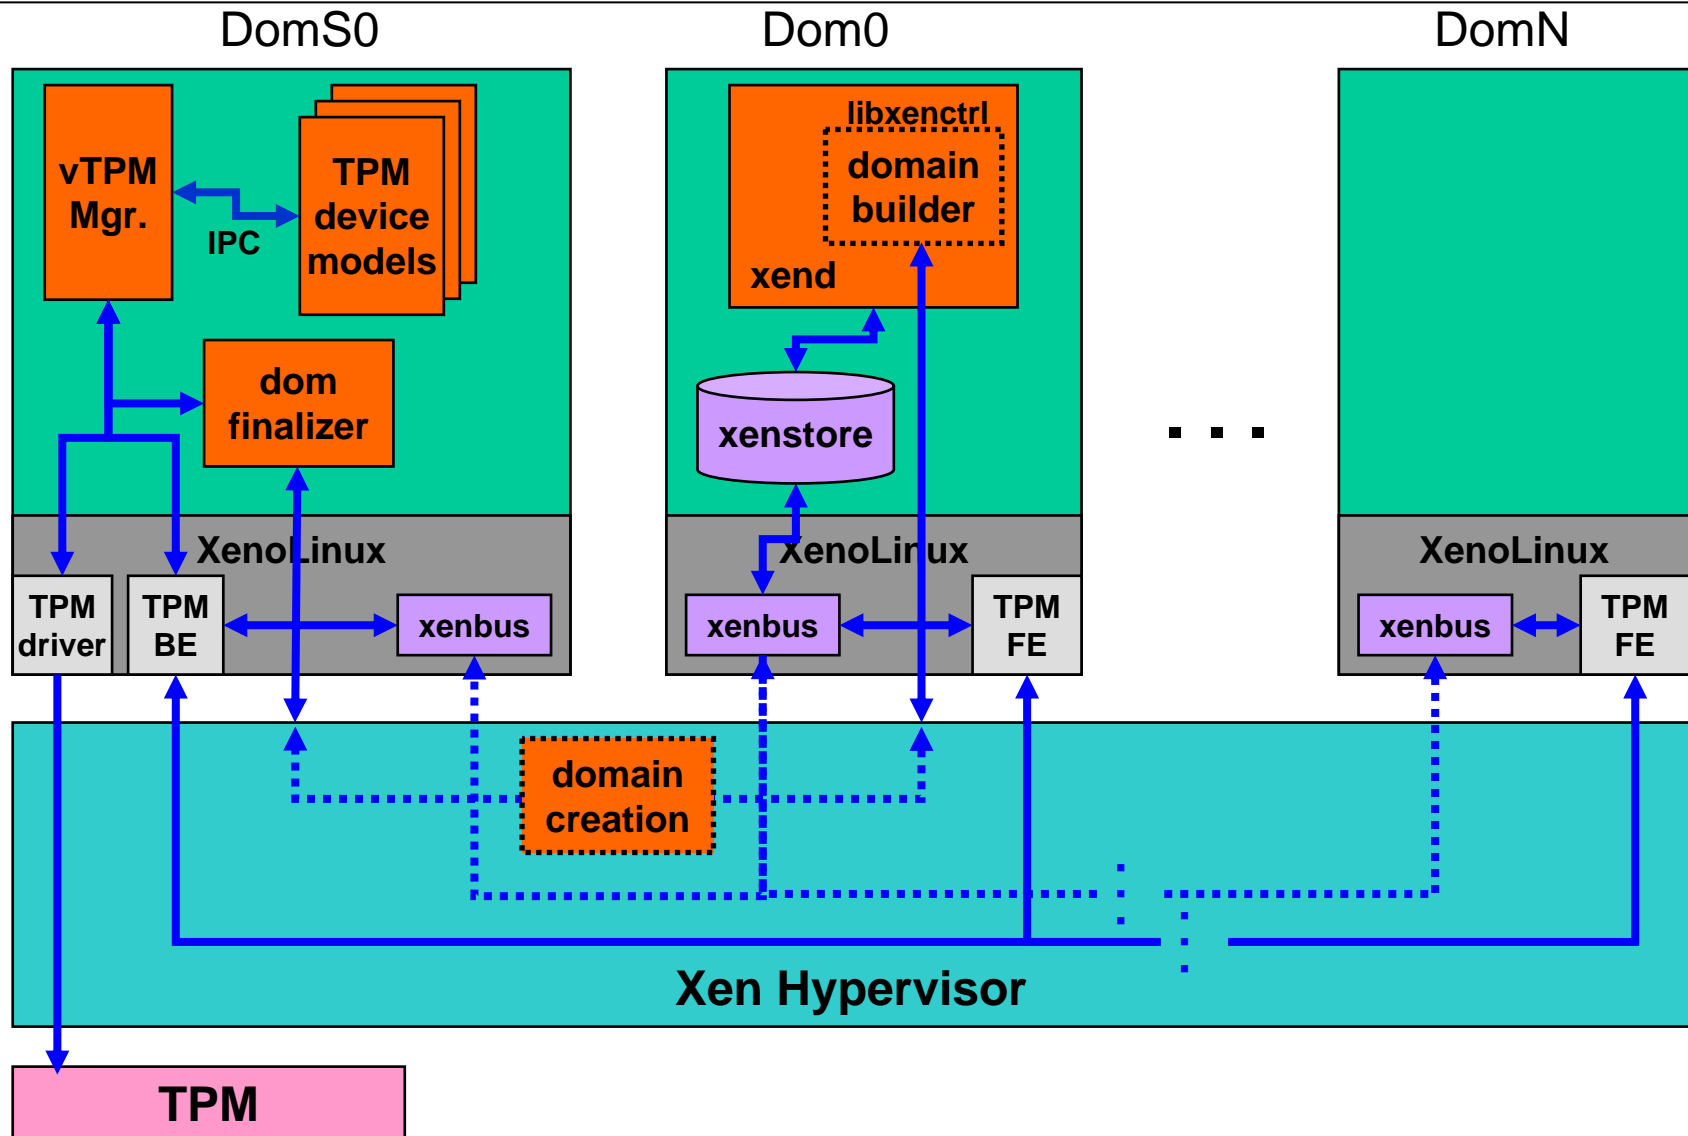 DomS0
Dom0
DomN
vTPM
Mgr.
IPC
TPM
device
models
dom
finalizer
libxenctrl
domain
builder
xend
xenstore
. . .
XenoLinux
TPM
driver
TPM
BE
xenbus
XenoLinux
xenbus
TPM
FE
XenoLinux
xenbus
TPM
FE
domain
creation
Xen Hypervisor
TPM